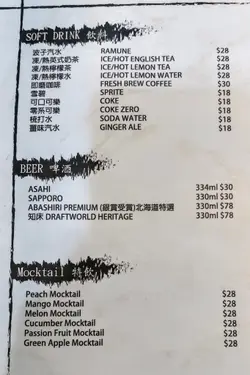 SOFT DRINK 飲料
波子汽水 RAMUNE $28
凍/熱英式奶茶 ICE/HOT ENGLISH TEA $28
凍/熱檸檬茶 ICE/HOT LEMON TEA $28
凍/熱檸檬水 ICE/HOT LEMON WATER $28
即磨咖啡 FRESH BREW COFFEE $30
雪碧 SPRITE $18
可口可樂 COKE $18
零系可樂 COKE ZERO $18
梳打水 SODA WATER $18
薑味汽水 GINGER ALE $18
BEER 啤酒
ASAHI 334ml $30
SAPPORO 330ml $30
ABASHIRI PREMIUM (銀賞受賞)北海道特選 330ml $78
知床 DRAFTWORLD HERITAGE 330ml $78
Mocktail 特飲
Peach Mocktail $28
Mango Mocktail $28
Melon Mocktail $28
Cucumber Mocktail $28
Passion Fruit Mocktail $28
Green Apple Mocktail $28